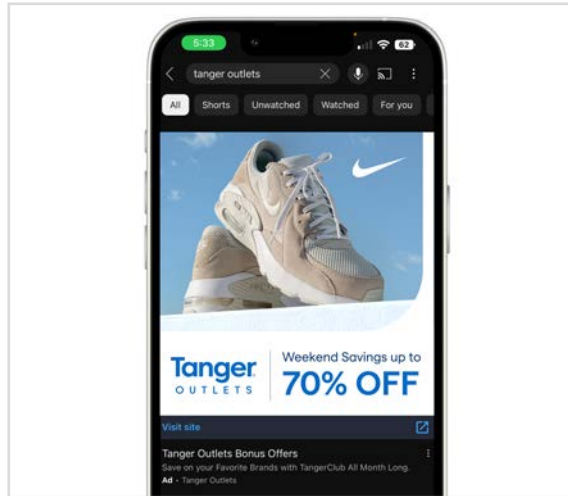 5:33
62
tanger outlets
All
Shorts
Unwatched
Watched
For you
Tanger
OUTLETS
Weekend Savings up to
70% OFF
Visit site
Tanger Outlets Bonus Offers
Save on your Favorite Brands with TangerClub All Month Long.
Ad • Tanger Outlets